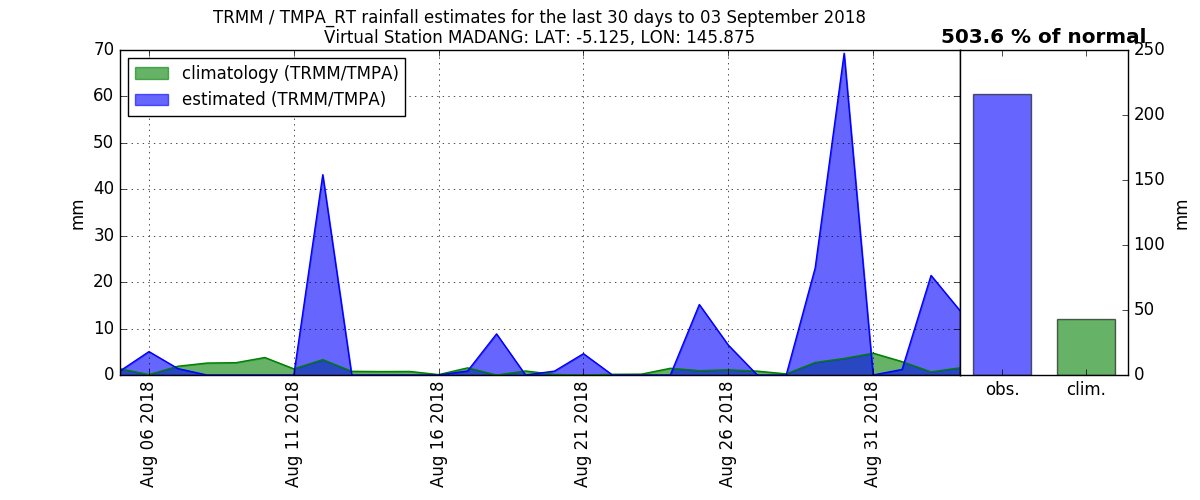 TRMM / TMPA_RT rainfall estimates for the last 30 days to 03 September 2018
Virtual Station MADANG: LAT: -5.125, LON: 145.875
503.6 % of normal
climatology (TRMM/TMPA)
estimated (TRMM/TMPA)
70
60
50
40
30
20
10
0
mm
Aug 06 2018
Aug 11 2018
Aug 16 2018
Aug 21 2018
Aug 26 2018
Aug 31 2018
250
200
150
100
50
0
mm
obs.
clim.